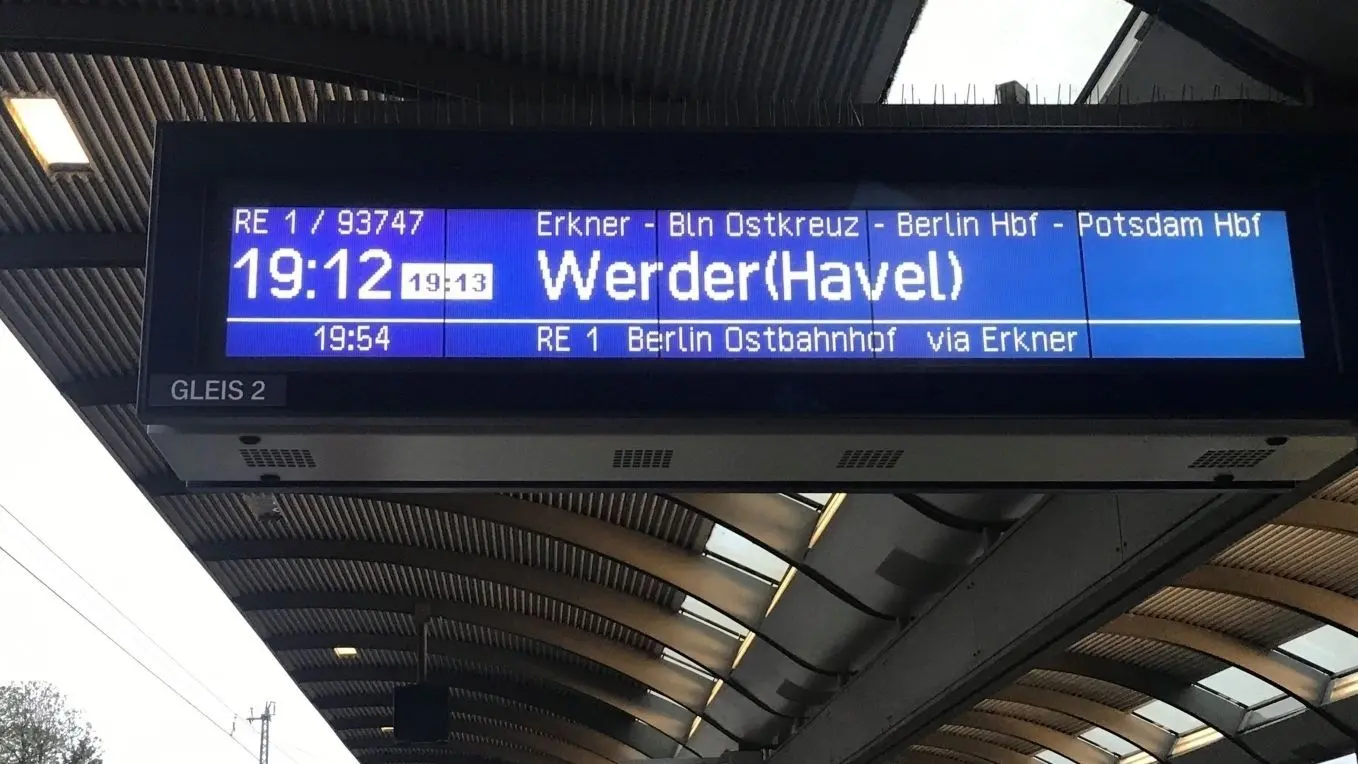 RE 1 / 93747 Erkner - Bln Ostkreuz - Berlin Hbf - Potsdam Hbf
19:12 19:13 Werder(Havel)
19:54 RE 1 Berlin Ostbahnhof via Erkner
GLEIS 2